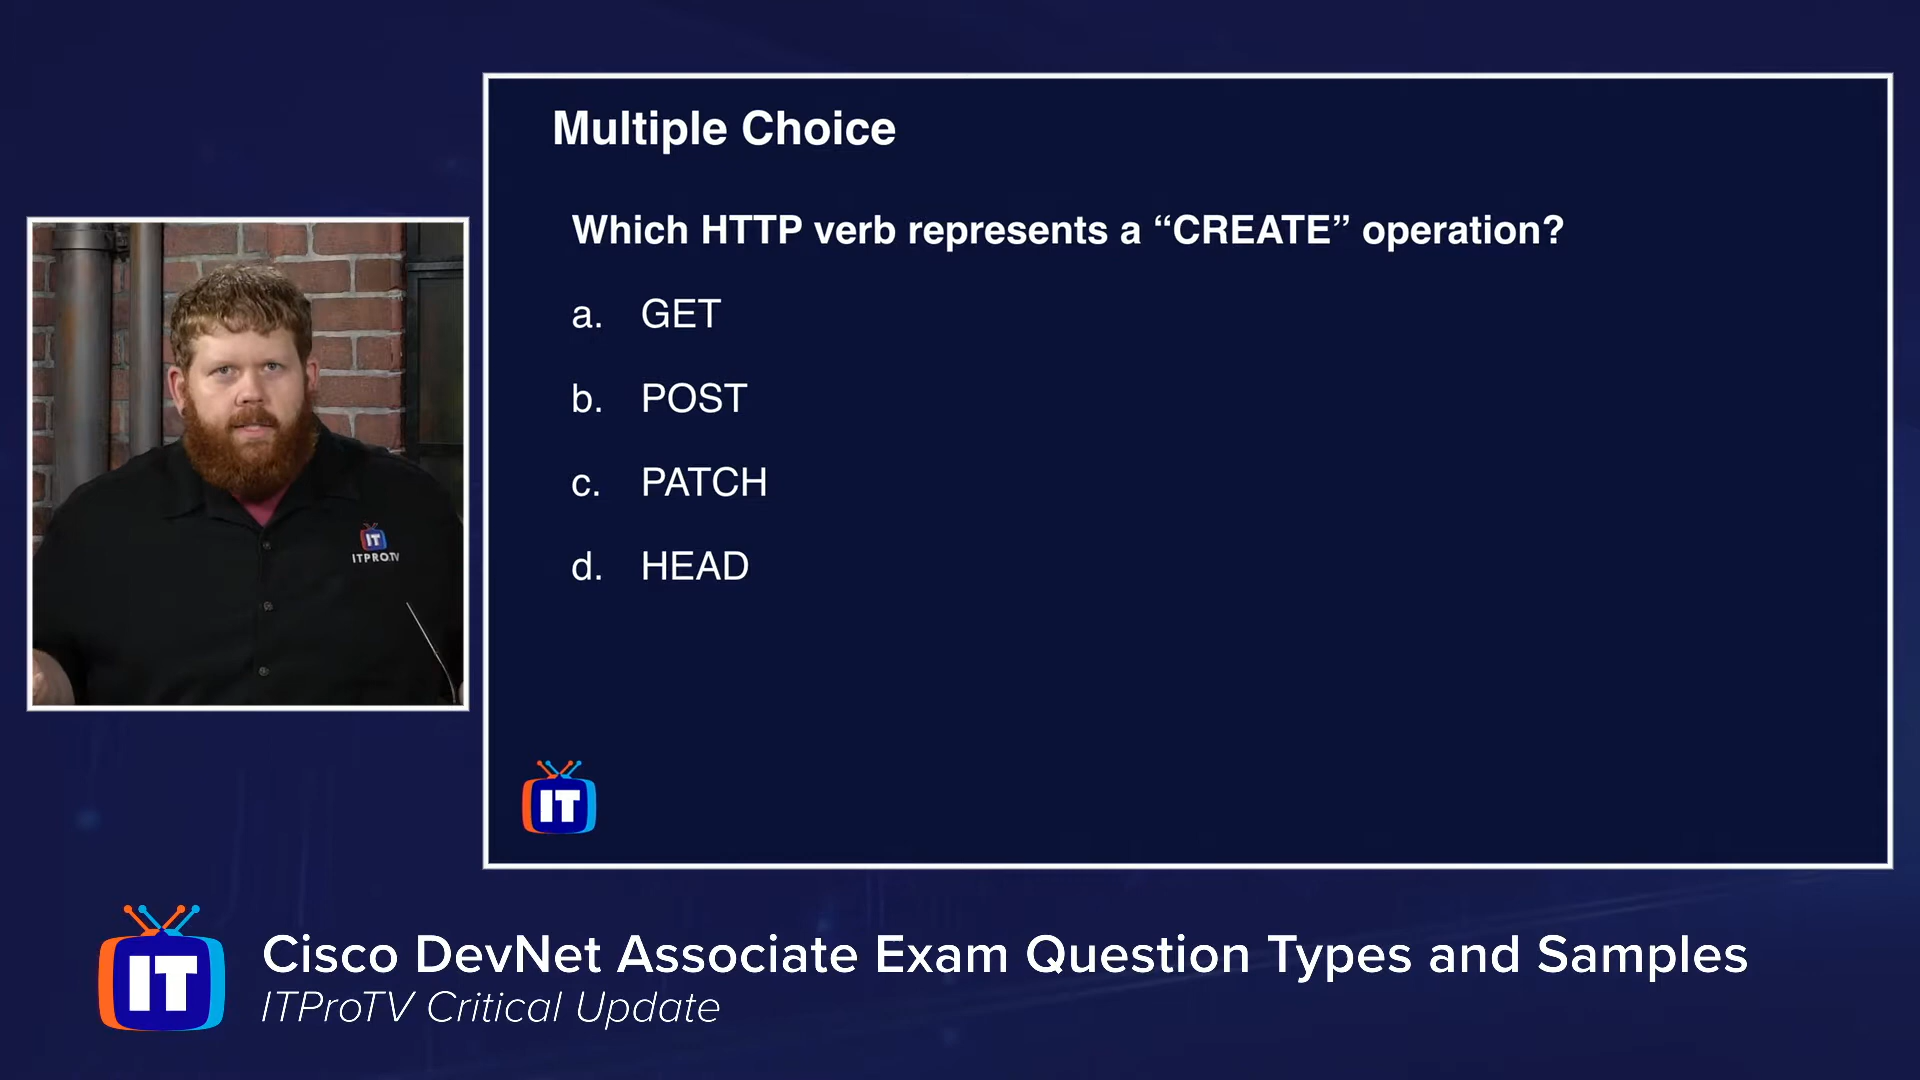 Multiple Choice
Which HTTP verb represents a “CREATE” operation?
a. GET
b. POST
c. PATCH
d. HEAD
IT
ITPRO.TV
IT
IT
Cisco DevNet Associate Exam Question Types and Samples
ITProTV Critical Update